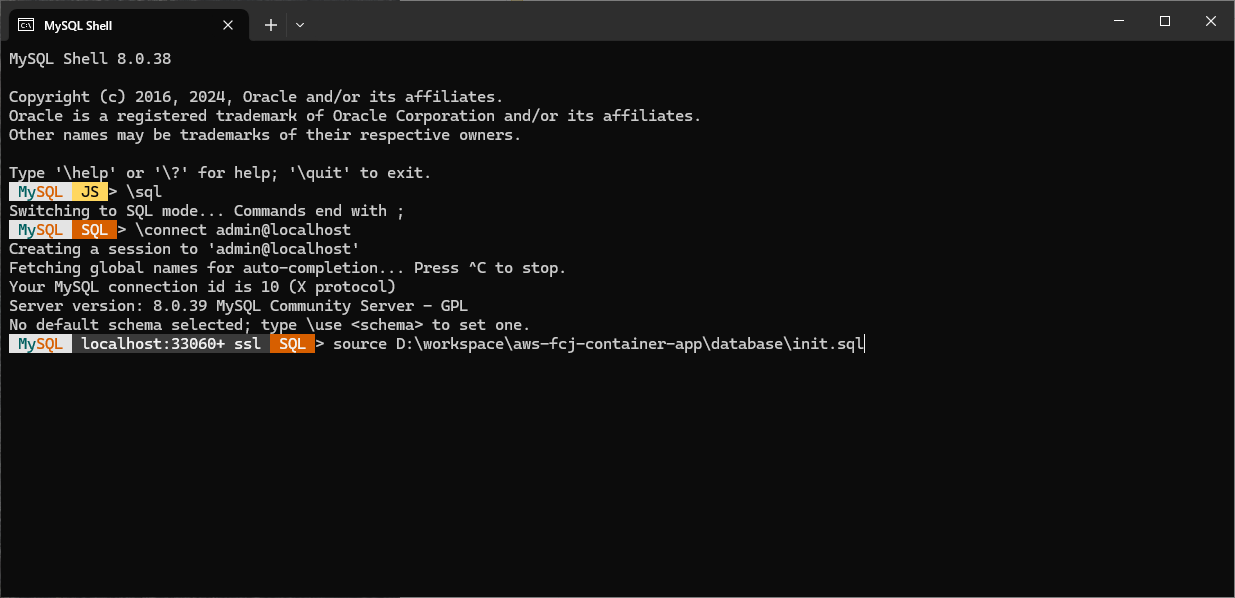 MySQL Shell
MySQL Shell 8.0.38
Copyright (c) 2016, 2024, Oracle and/or its affiliates.
Oracle is a registered trademark of Oracle Corporation and/or its affiliates.
Other names may be trademarks of their respective owners.
Type '\help' or '\?' for help; '\quit' to exit.
MySQL JS > \sql
Switching to SQL mode... Commands end with ;
MySQL SQL > \connect admin@localhost
Creating a session to 'admin@localhost'
Fetching global names for auto-completion... Press ^C to stop.
Your MySQL connection id is 10 (X protocol)
Server version: 8.0.39 MySQL Community Server - GPL
No default schema selected; type \use <schema> to set one.
MySQL localhost:33060+ ssl SQL > source D:\workspace\aws-fcj-container-app\database\init.sql